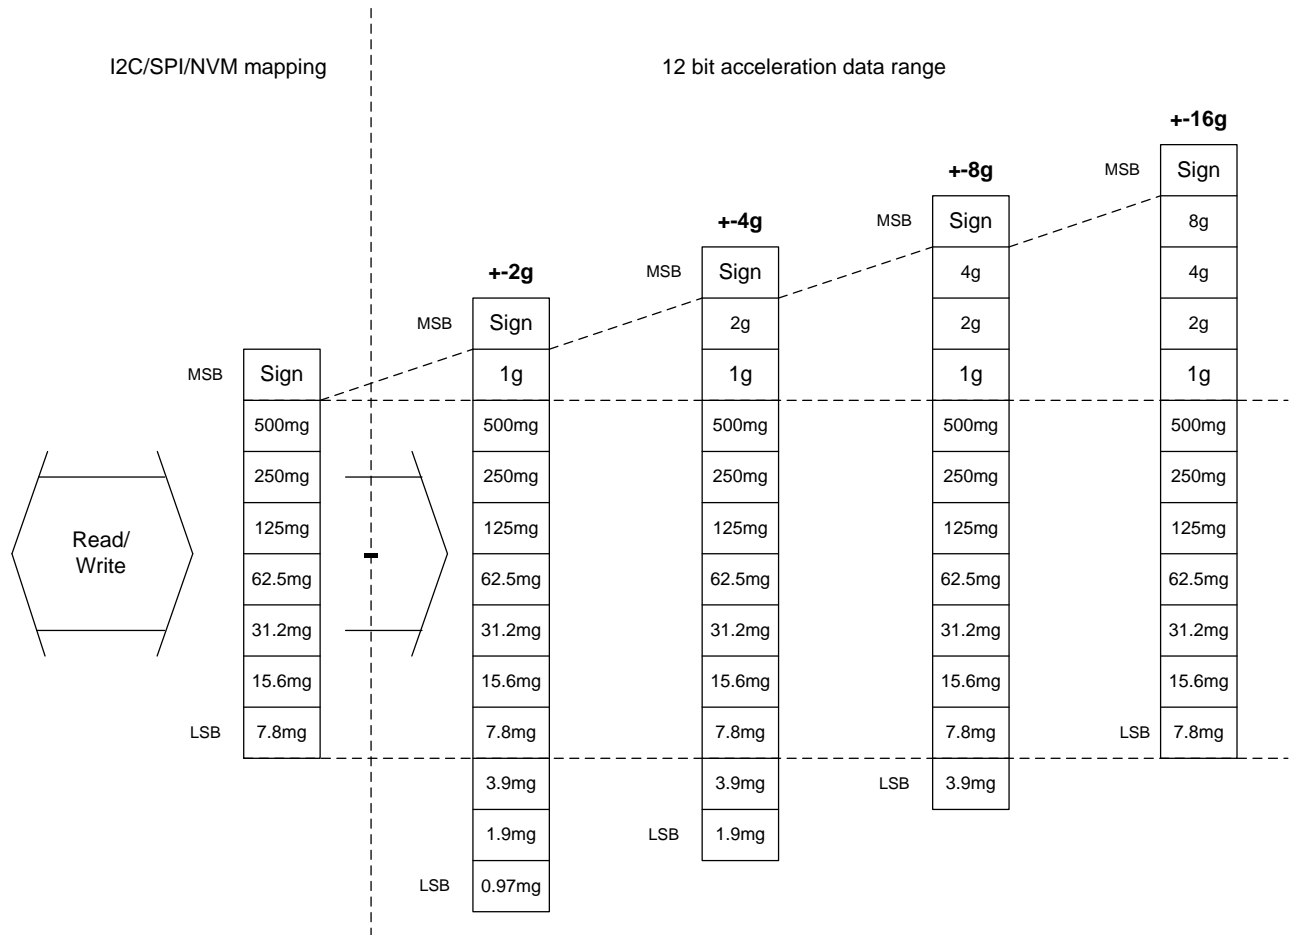 I2C/SPI/NVM mapping
12 bit acceleration data range
Read/
Write
MSB
Sign
500mg
250mg
125mg
62.5mg
31.2mg
15.6mg
LSB
7.8mg
+-2g
MSB
Sign
1g
500mg
250mg
125mg
62.5mg
31.2mg
15.6mg
7.8mg
3.9mg
1.9mg
LSB
0.97mg
+-4g
MSB
Sign
2g
1g
500mg
250mg
125mg
62.5mg
31.2mg
15.6mg
7.8mg
3.9mg
LSB
1.9mg
+-8g
MSB
Sign
4g
2g
1g
500mg
250mg
125mg
62.5mg
31.2mg
15.6mg
7.8mg
LSB
3.9mg
+-16g
MSB
Sign
8g
4g
2g
1g
500mg
250mg
125mg
62.5mg
31.2mg
15.6mg
LSB
7.8mg